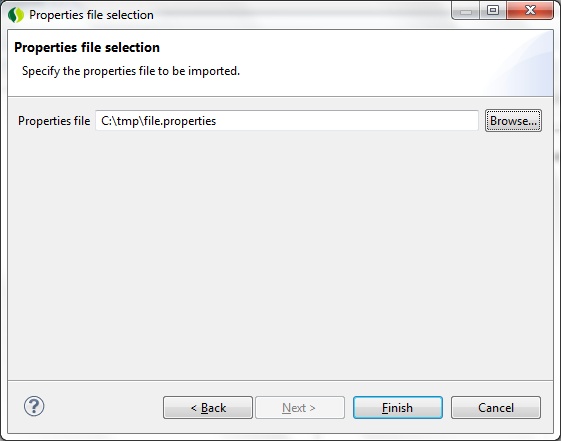 Properties file selection
Properties file selection
Specify the properties file to be imported.
Properties file C:\tmp\file.properties Browse...
? < Back Next > Finish Cancel